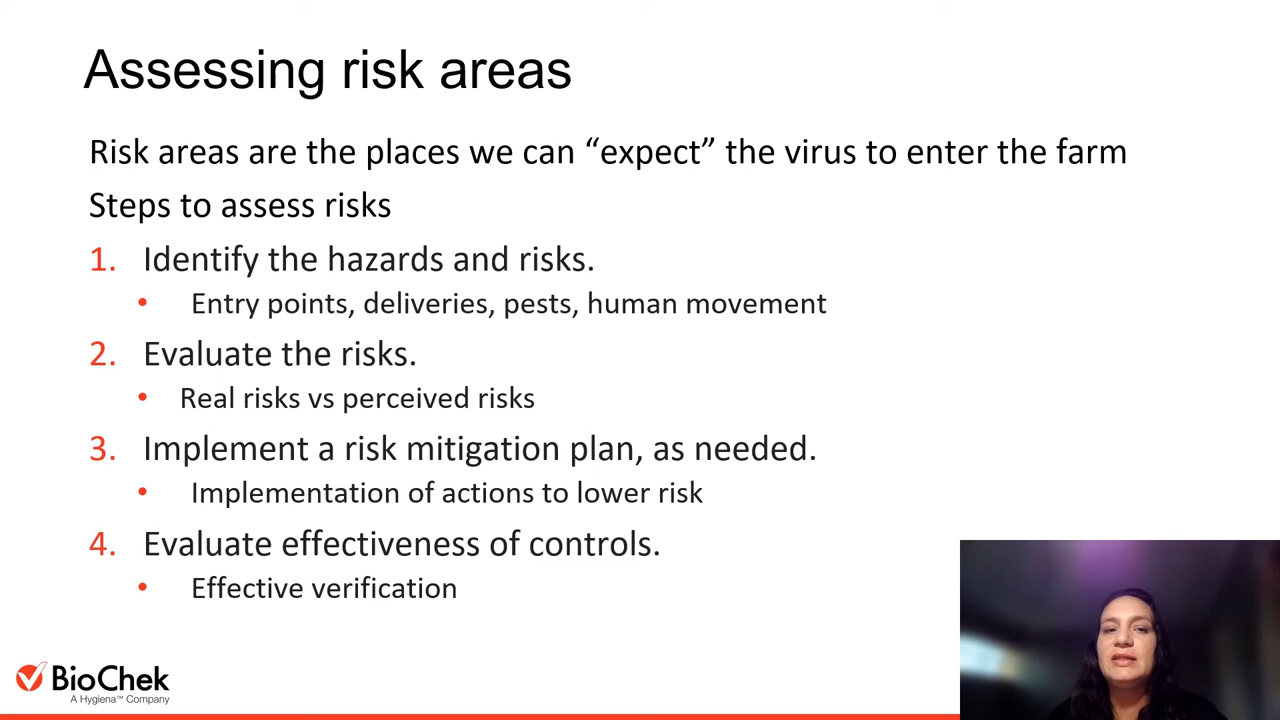 Assessing risk areas
Risk areas are the places we can “expect” the virus to enter the farm
Steps to assess risks
1. Identify the hazards and risks.
• Entry points, deliveries, pests, human movement
2. Evaluate the risks.
• Real risks vs perceived risks
3. Implement a risk mitigation plan, as needed.
• Implementation of actions to lower risk
4. Evaluate effectiveness of controls.
• Effective verification
BioChek
A Hygiena™ Company